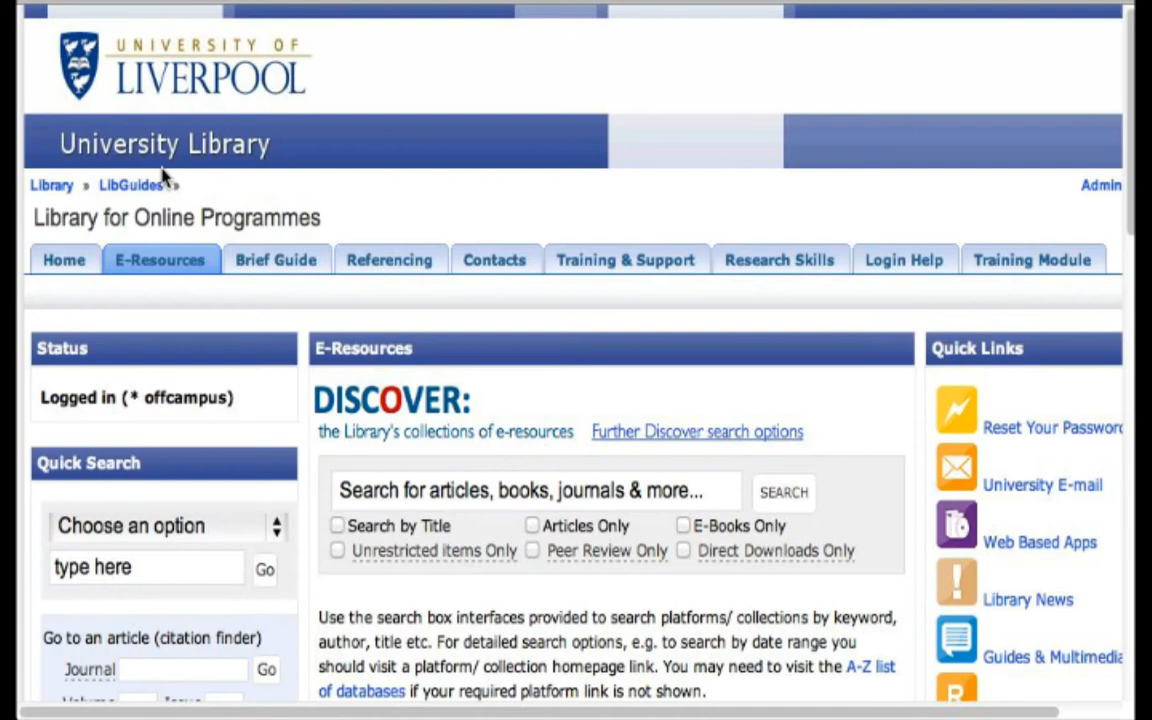 UNIVERSITY OF
LIVERPOOL
University Library
Library » LibGuides »
Admin
Library for Online Programmes
Home E-Resources Brief Guide Referencing Contacts Training & Support Research Skills Login Help Training Module
Status
Logged in (* offcampus)
Quick Search
Choose an option
type here Go
Go to an article (citation finder)
Journal Go
E-Resources
DISCOVER:
the Library's collections of e-resources Further Discover search options
Search for articles, books, journals & more... SEARCH
Search by Title Articles Only E-Books Only
Unrestricted items Only Peer Review Only Direct Downloads Only
Use the search box interfaces provided to search platforms/ collections by keyword,
author, title etc. For detailed search options, e.g. to search by date range you
should visit a platform/ collection homepage link. You may need to visit the A-Z list
of databases if your required platform link is not shown.
Quick Links
Reset Your Password
University E-mail
Web Based Apps
Library News
Guides & Multimedia
R